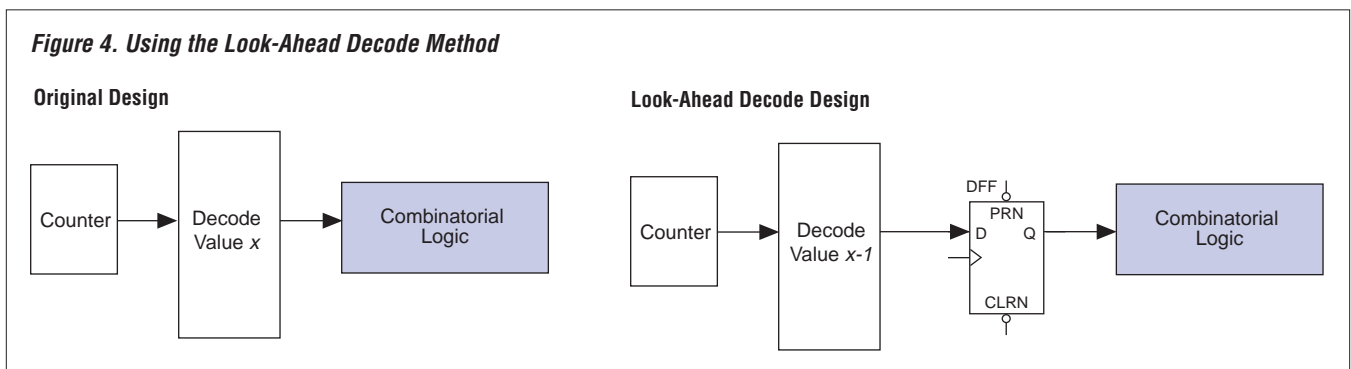 Figure 4. Using the Look-Ahead Decode Method
Original Design
Counter
Decode
Value x
Combinatorial
Logic
Look-Ahead Decode Design
Counter
Decode
Value x-1
DFF
PRN
D Q
CLRN
Combinatorial
Logic